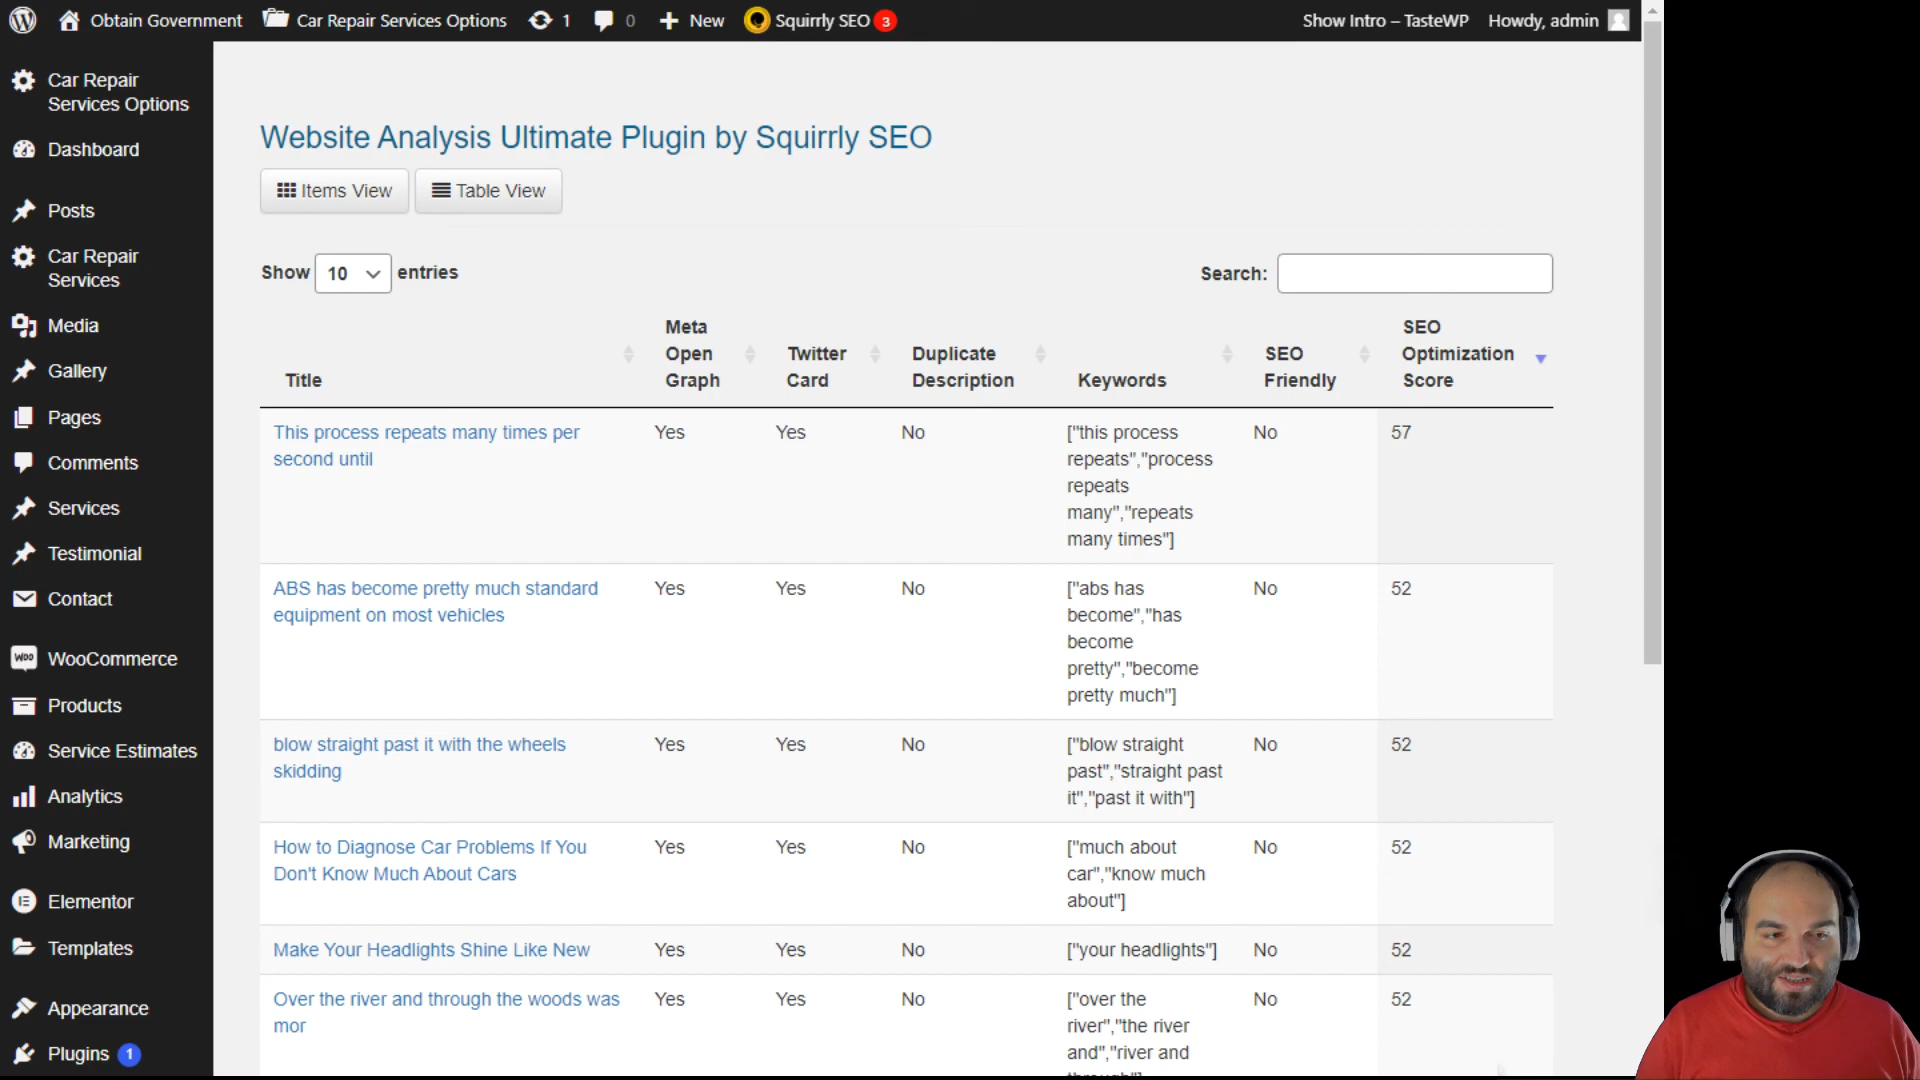 Obtain Government
Car Repair Services Options
1
0
New
Squirrly SEO 3
Show Intro – TasteWP
Howdy, admin
Car Repair
Services Options
Dashboard
Posts
Car Repair
Services
Media
Gallery
Pages
Comments
Services
Testimonial
Contact
WOO WooCommerce
Products
Service Estimates
Analytics
Marketing
Elementor
Templates
Appearance
Plugins 1
Website Analysis Ultimate Plugin by Squirrly SEO
Items View
Table View
Show 10 entries
Search:
Title
Meta
Open
Graph
Twitter
Card
Duplicate
Description
Keywords
SEO
Friendly
SEO
Optimization
Score
This process repeats many times per
second until
Yes
Yes
No
["this process
repeats","process
repeats
many","repeats
many times"]
No
57
ABS has become pretty much standard
equipment on most vehicles
Yes
Yes
No
["abs has
become","has
become
pretty","become
pretty much"]
No
52
blow straight past it with the wheels
skidding
Yes
Yes
No
["blow straight
past","straight past
it","past it with"]
No
52
How to Diagnose Car Problems If You
Don't Know Much About Cars
Yes
Yes
No
["much about
car","know much
about"]
No
52
Make Your Headlights Shine Like New
Yes
Yes
No
["your headlights"]
No
52
Over the river and through the woods was
mor
Yes
Yes
No
["over the
river","the river
and","river and
No
52